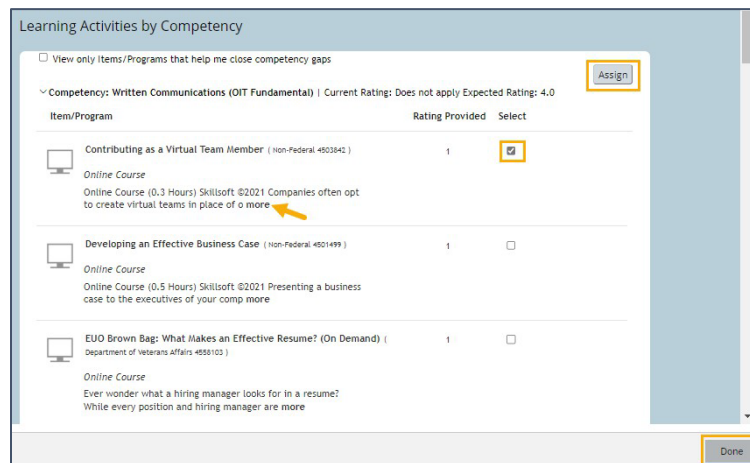 Learning Activities by Competency
View only Items/Programs that help me close competency gaps
Assign
Competency: Written Communications (OIT Fundamental) | Current Rating: Does not apply Expected Rating: 4.0
Item/Program Rating Provided Select
Contributing as a Virtual Team Member ( Non-Federal 4503842 ) 1
Online Course
Online Course (0.3 Hours) Skillsoft ©2021 Companies often opt
to create virtual teams in place of o more
Developing an Effective Business Case ( Non-Federal 4501499 ) 1
Online Course
Online Course (0.5 Hours) Skillsoft ©2021 Presenting a business
case to the executives of your comp more
EUO Brown Bag: What Makes an Effective Resume? (On Demand) ( 1
Department of Veterans Affairs 4558103 )
Online Course
Ever wonder what a hiring manager looks for in a resume?
While every position and hiring manager are more
Done